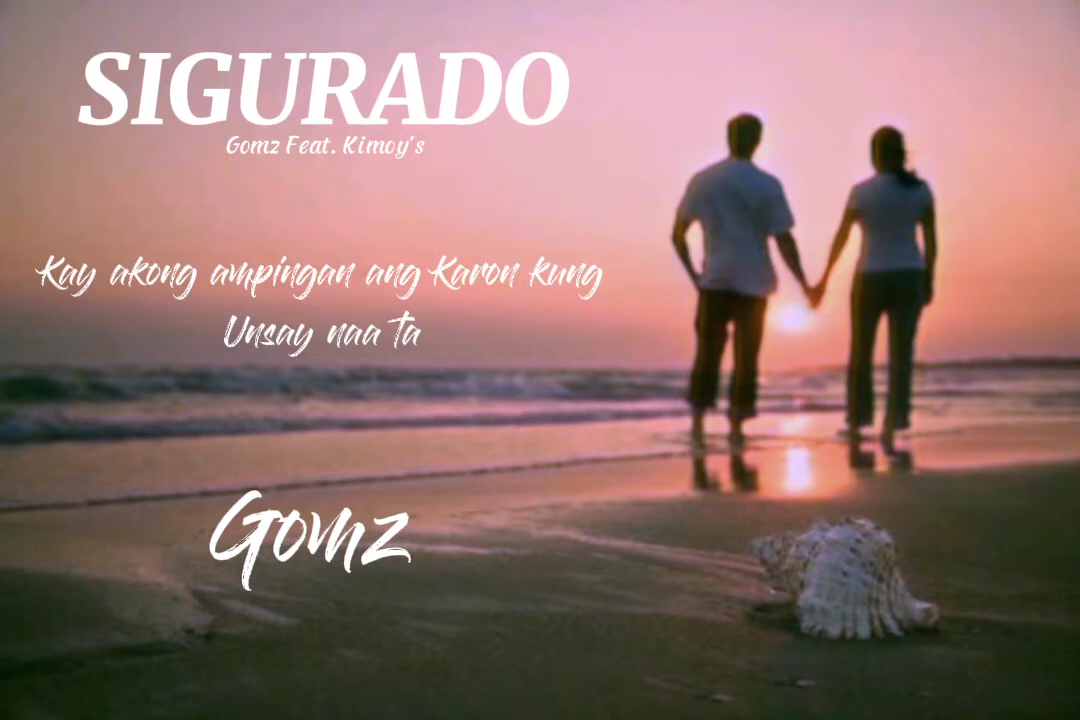 SIGURADO
Gomz Feat. Kimoy's
Kay akong ampingan ang Karon kung
Unsay naa ta
Gomz